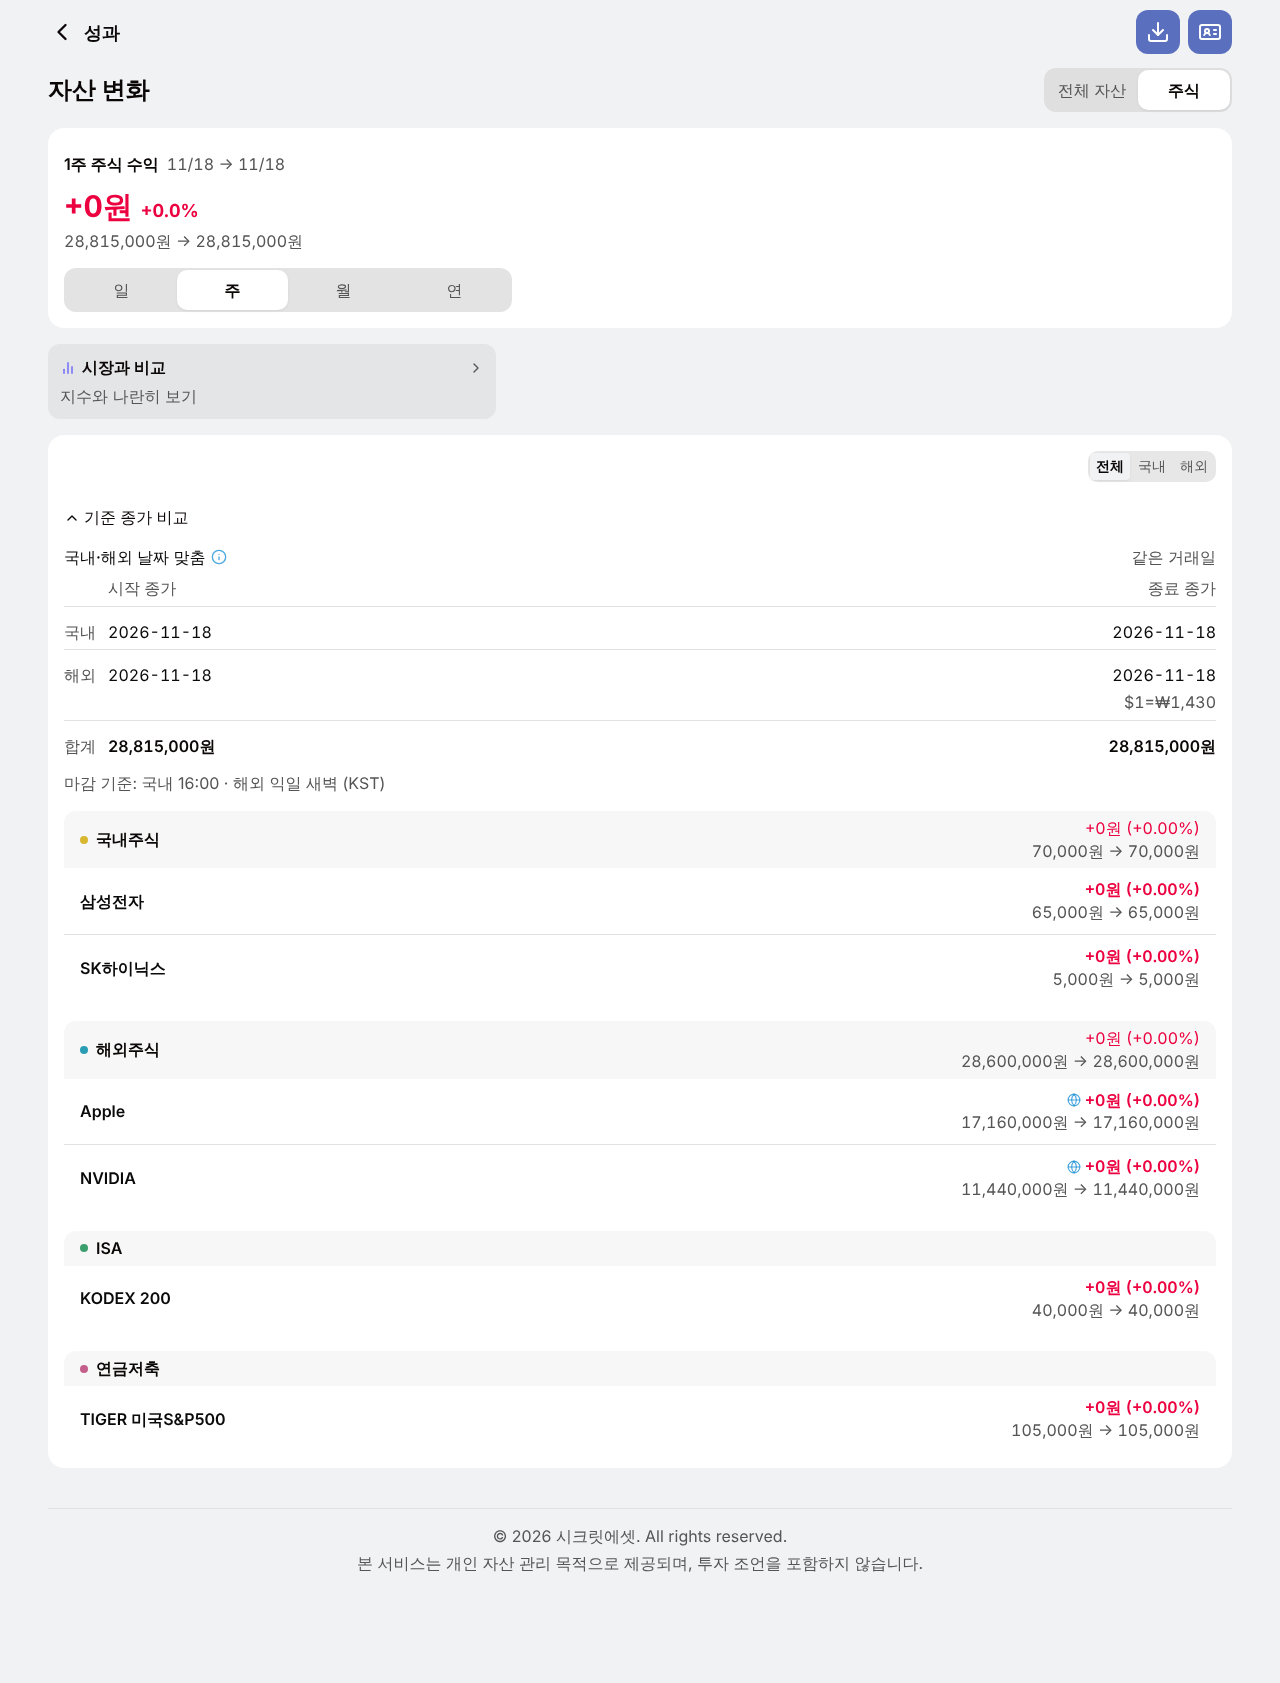 성과
자산 변화
전체 자산 주식
1주 주식 수익 11/18 → 11/18
+0원 +0.0%
28,815,000원 → 28,815,000원
일 주 월 연
시장과 비교
지수와 나란히 보기
전체 국내 해외
기준 종가 비교
국내·해외 날짜 맞춤 같은 거래일
시작 종가 종료 종가
국내 2026-11-18 2026-11-18
해외 2026-11-18 2026-11-18
$1=₩1,430
합계 28,815,000원 28,815,000원
마감 기준: 국내 16:00 · 해외 익일 새벽 (KST)
국내주식 +0원 (+0.00%)
70,000원 → 70,000원
삼성전자 +0원 (+0.00%)
65,000원 → 65,000원
SK하이닉스 +0원 (+0.00%)
5,000원 → 5,000원
해외주식 +0원 (+0.00%)
28,600,000원 → 28,600,000원
Apple +0원 (+0.00%)
17,160,000원 → 17,160,000원
NVIDIA +0원 (+0.00%)
11,440,000원 → 11,440,000원
ISA
KODEX 200 +0원 (+0.00%)
40,000원 → 40,000원
연금저축
TIGER 미국S&P500 +0원 (+0.00%)
105,000원 → 105,000원
© 2026 시크릿에셋. All rights reserved.
본 서비스는 개인 자산 관리 목적으로 제공되며, 투자 조언을 포함하지 않습니다.